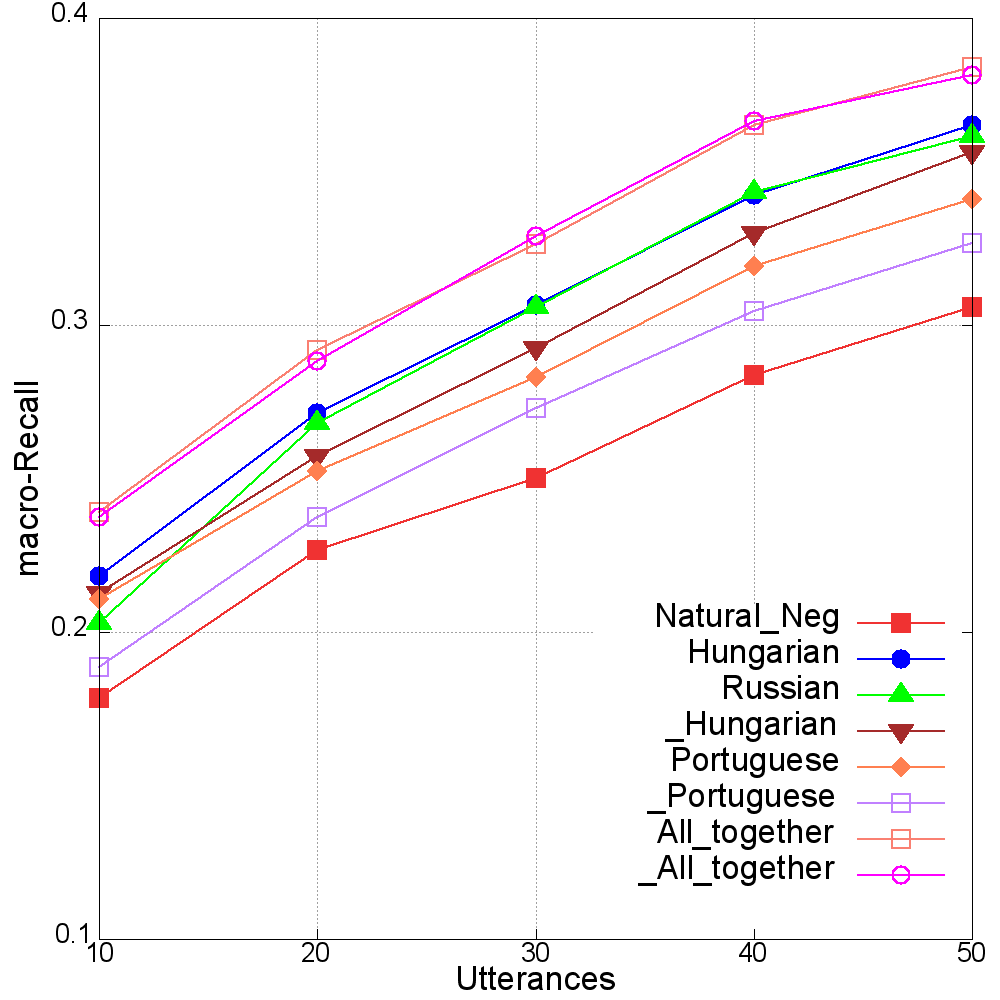 0.4
0.3
0.2
0.1
macro-Recall
Natural_Neg
Hungarian
Russian
_Hungarian
Portuguese
_Portuguese
All_together
_All_together
10 20 30 40 50
Utterances